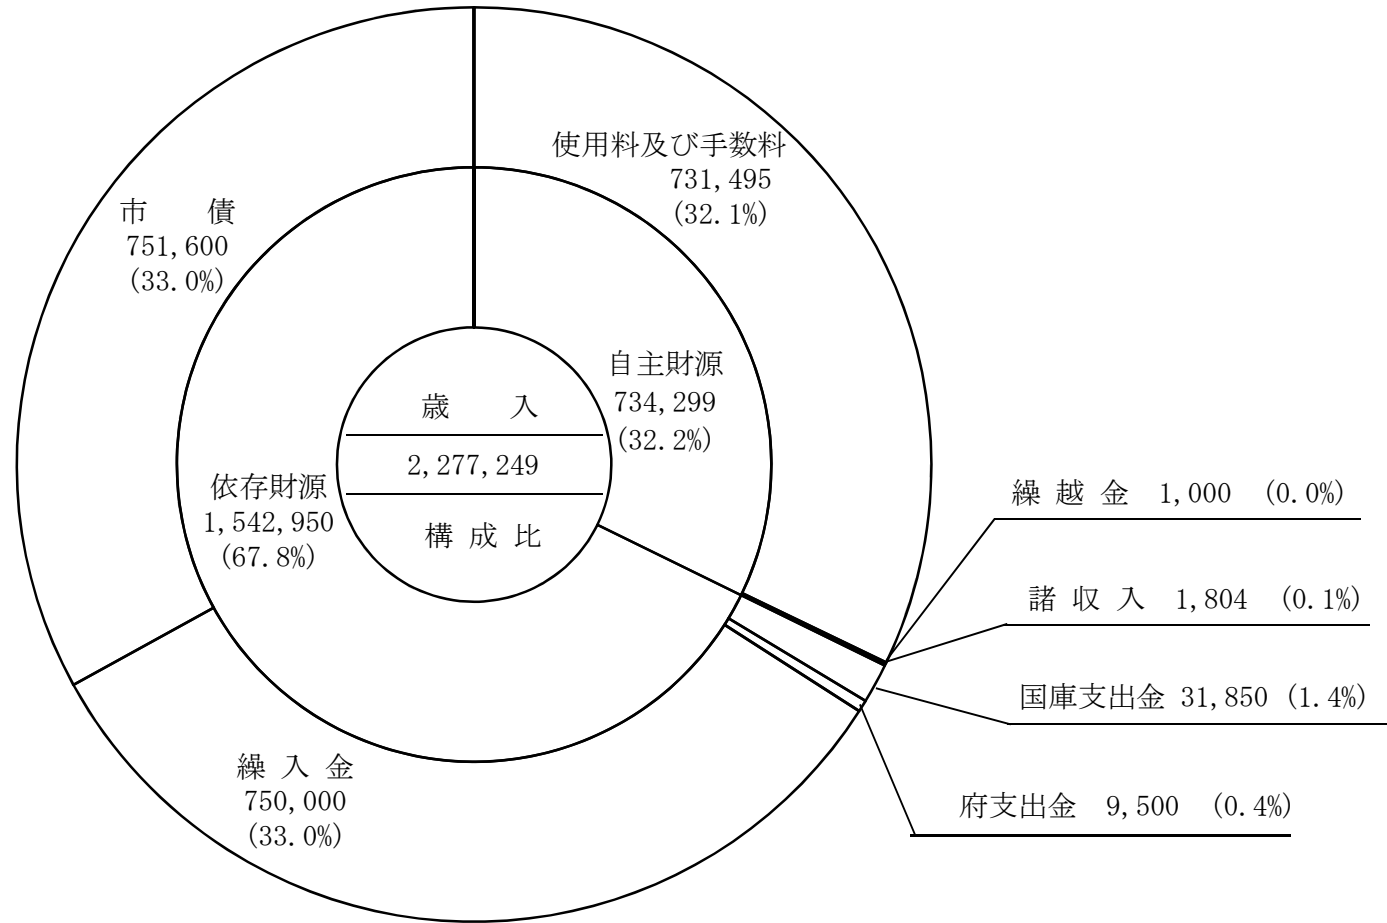 使用料及び手数料
731,495
(32.1%)
市　債
751,600
(33.0%)
自主財源
734,299
(32.2%)
歳　入
2,277,249
構成比
依存財源
1,542,950
(67.8%)
繰越金 1,000 (0.0%)
諸収入 1,804 (0.1%)
国庫支出金 31,850 (1.4%)
府支出金 9,500 (0.4%)
繰入金
750,000
(33.0%)